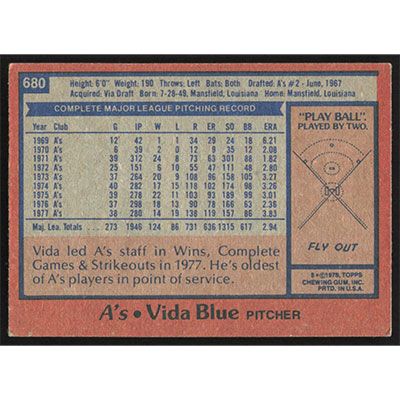 680
Height: 6'0" Weight: 190 Throws: Left Bats: Both Drafted: A's #2 - June, 1967
Acquired: Via Draft Born: 7-28-49, Mansfield, Louisiana Home: Mansfield, Louisiana
COMPLETE MAJOR LEAGUE PITCHING RECORD
Year Club G IP W L R ER SO BB ERA
1969 A's 12 42 1 1 34 29 24 18 6.21
1970 A's 6 39 2 0 10 9 35 12 2.08
1971 A's 39 312 24 8 73 63 301 88 1.82
1972 A's 25 151 6 10 55 47 111 48 2.80
1973 A's 37 264 20 9 108 96 158 105 3.27
1974 A's 40 282 17 15 118 102 174 98 3.26
1975 A's 39 278 22 11 103 93 189 99 3.01
1976 A's 37 298 18 13 90 78 166 63 2.36
1977 A's 38 280 14 19 138 119 157 86 3.83
Maj. Lea. Totals 273 1946 124 86 731 636 1315 617 2.94
Vida led A's staff in Wins, Complete
Games & Strikeouts in 1977. He's oldest
of A's players in point of service.
"PLAY BALL"
PLAYED BY TWO.
FLY OUT
© 1978, TOPPS
CHEWING GUM, INC.
PRTD. IN U.S.A.
A's • Vida Blue PITCHER